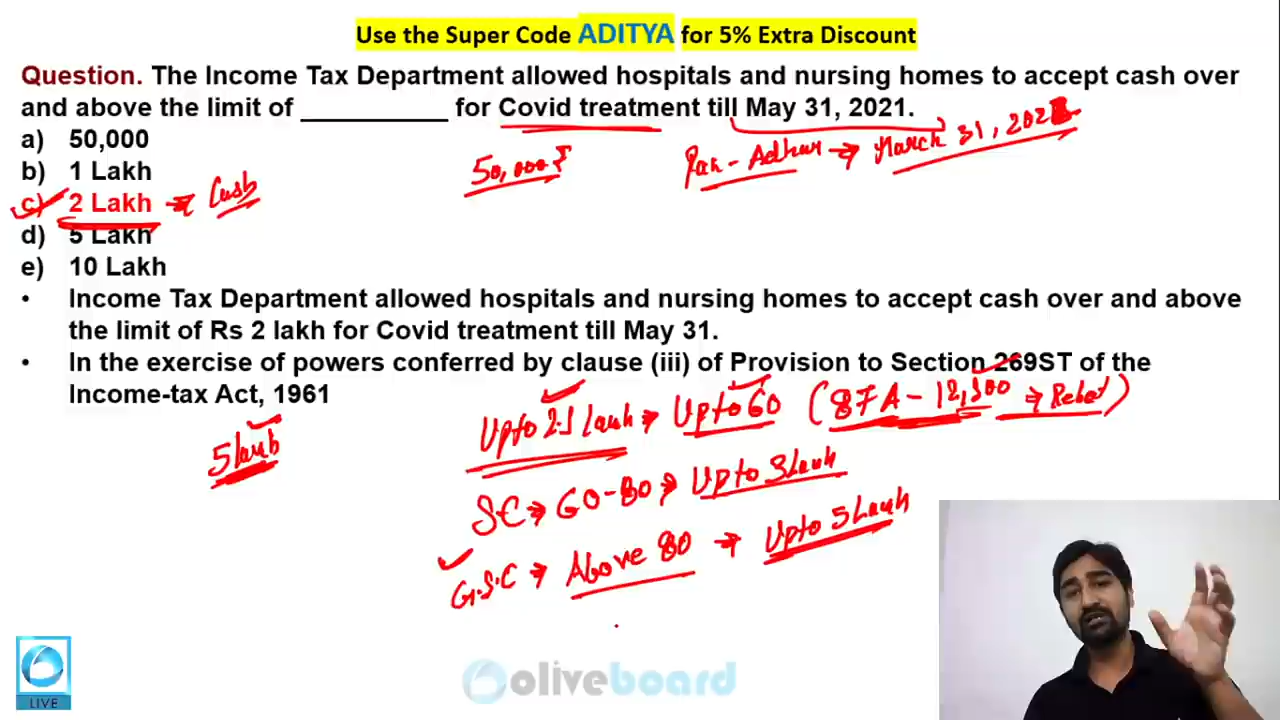 Use the Super Code ADITYA for 5% Extra Discount
Question. The Income Tax Department allowed hospitals and nursing homes to accept cash over
and above the limit of __________ for Covid treatment till May 31, 2021.
a) 50,000
50,000 ₹
Pan - Adhar → March 31, 202
b) 1 Lakh
c) 2 Lakh → Cash
d) 5 Lakh
e) 10 Lakh
• Income Tax Department allowed hospitals and nursing homes to accept cash over and above
the limit of Rs 2 lakh for Covid treatment till May 31.
• In the exercise of powers conferred by clause (iii) of Provision to Section 269ST of the
Income-tax Act, 1961
5 Lakh
Upto 2.5 Lakh → Upto 60 (87A - 12,500 → Rebat)
S.C → 60-80 → Upto 3 Lakh
G.S.C → Above 80 → Upto 5 Lakh
LIVE
oliveboard